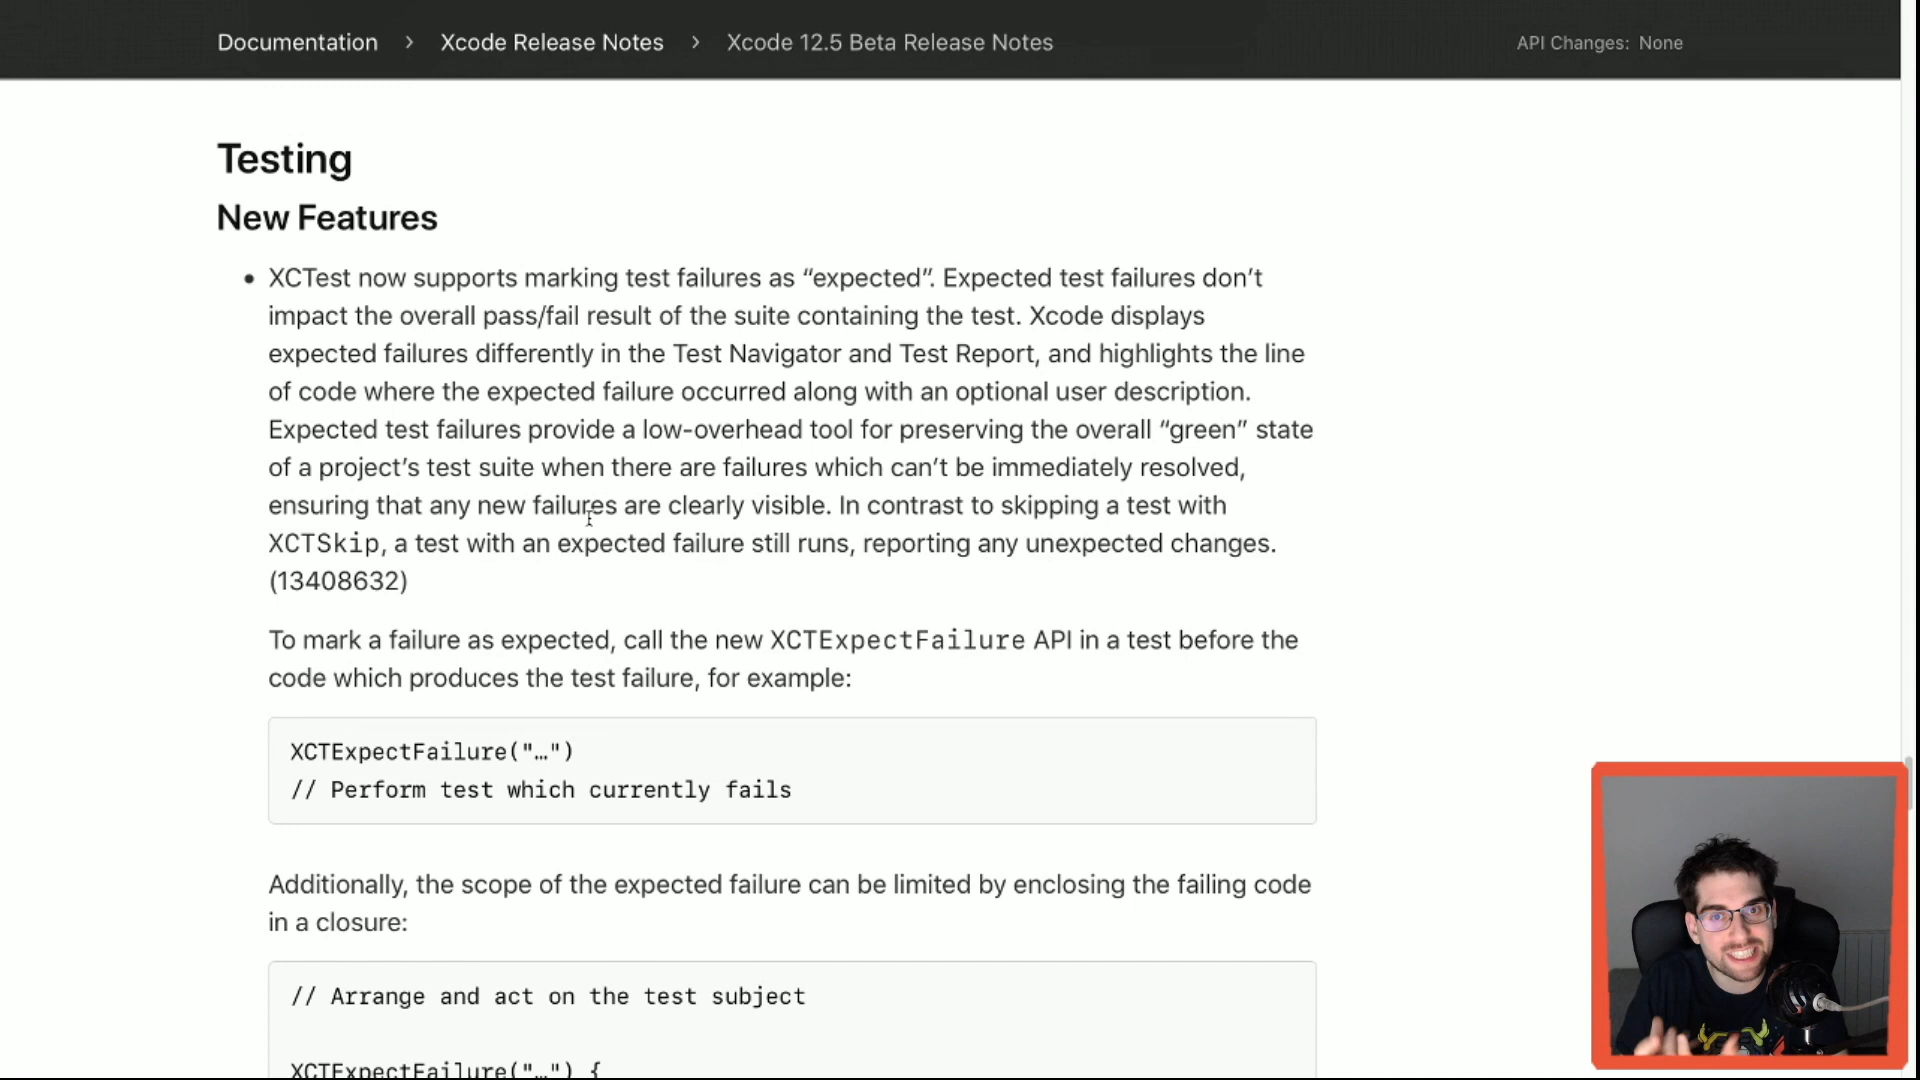 Documentation > Xcode Release Notes > Xcode 12.5 Beta Release Notes API Changes: None
Testing
New Features
• XCTest now supports marking test failures as “expected”. Expected test failures don’t
impact the overall pass/fail result of the suite containing the test. Xcode displays
expected failures differently in the Test Navigator and Test Report, and highlights the line
of code where the expected failure occurred along with an optional user description.
Expected test failures provide a low-overhead tool for preserving the overall “green” state
of a project’s test suite when there are failures which can’t be immediately resolved,
ensuring that any new failures are clearly visible. In contrast to skipping a test with
XCTSkip, a test with an expected failure still runs, reporting any unexpected changes.
(13408632)
To mark a failure as expected, call the new XCTExpectFailure API in a test before the
code which produces the test failure, for example:
XCTExpectFailure("…")
// Perform test which currently fails
Additionally, the scope of the expected failure can be limited by enclosing the failing code
in a closure:
// Arrange and act on the test subject
XCTExpectFailure("…") {